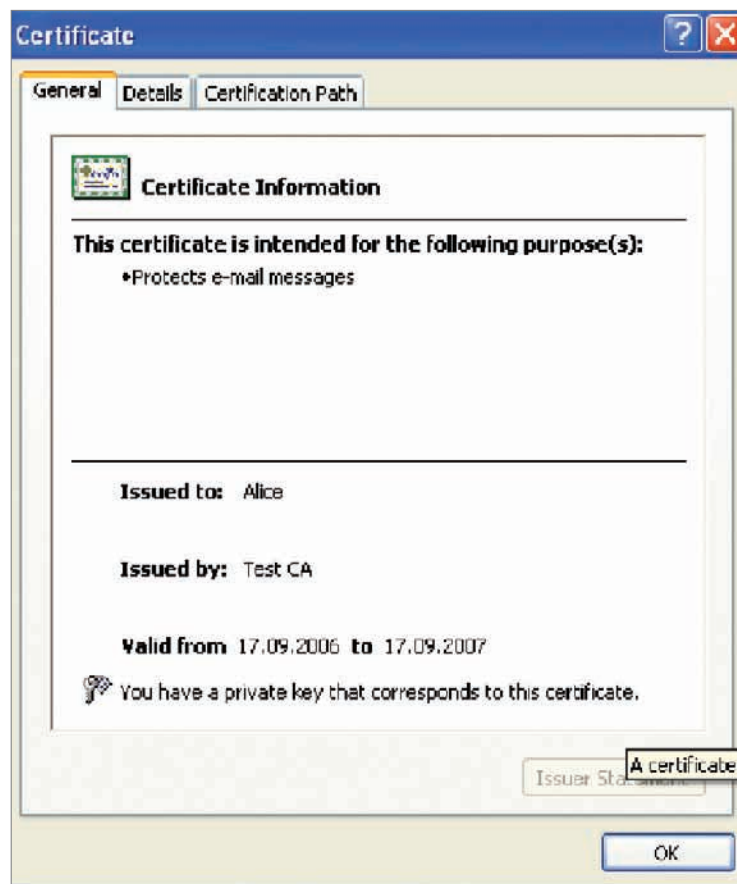 Certificate
General Details Certification Path
Certificate Information
This certificate is intended for the following purpose(s):
•Protects e-mail messages
Issued to: Alice
Issued by: Test CA
Valid from 17.09.2006 to 17.09.2007
You have a private key that corresponds to this certificate.
A certificate
Issuer
OK